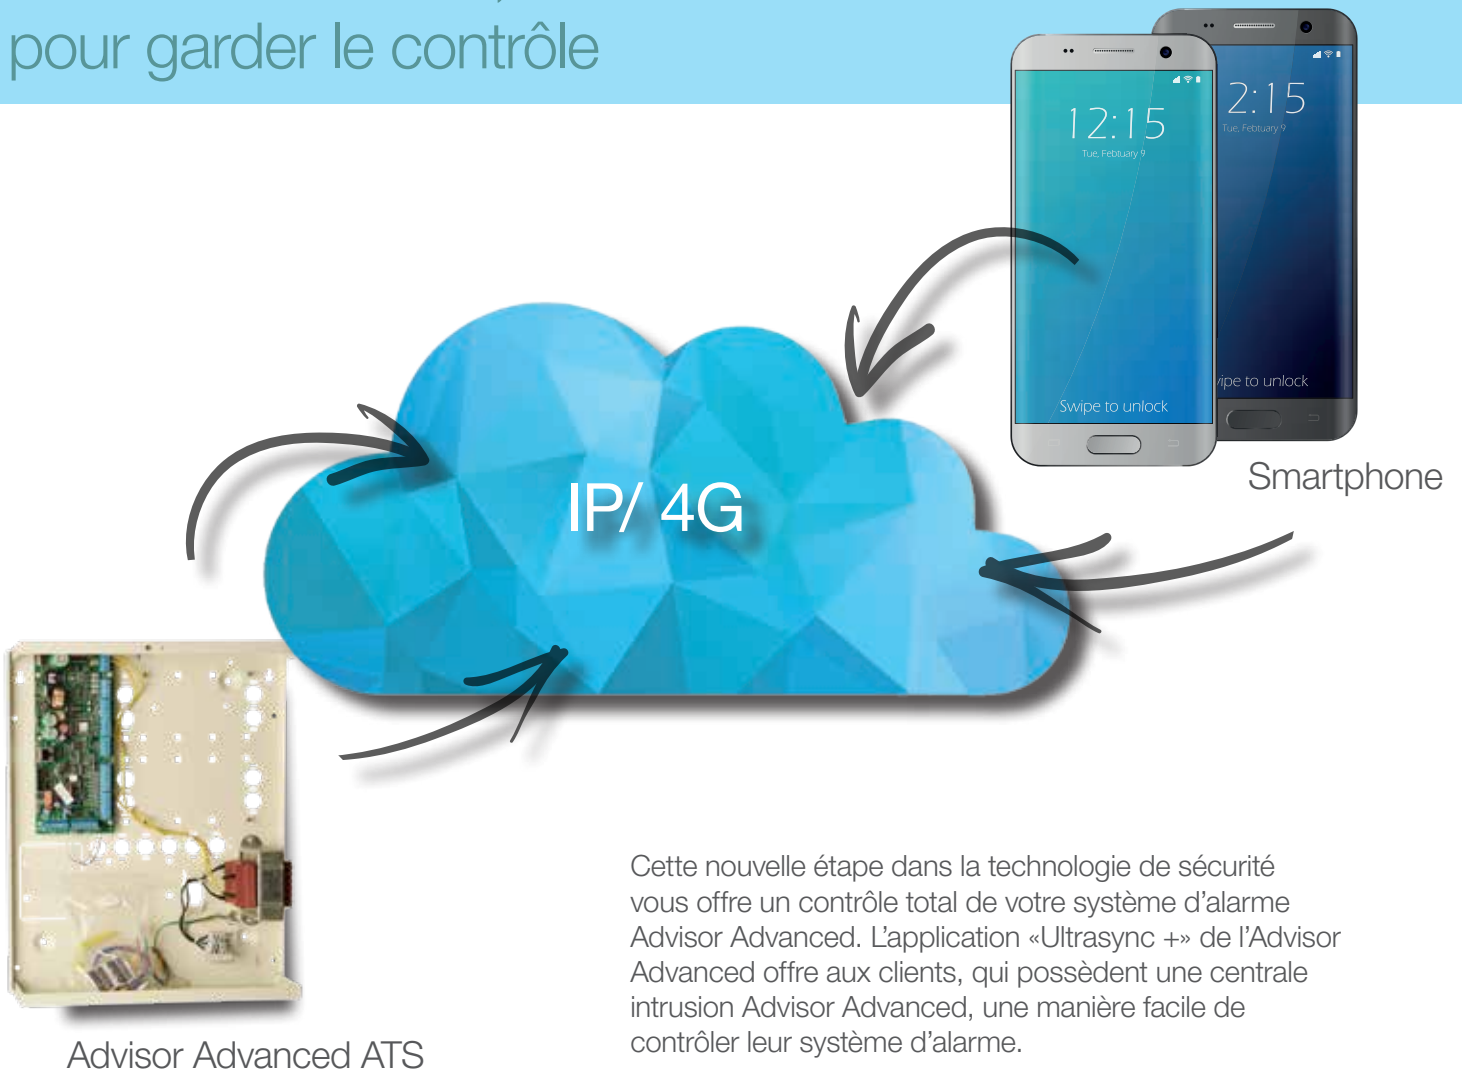 pour garder le contrôle
12:15
Tue, Febtuary 9
Swipe to unlock
2:15
Tue, Febtuary 9
vipe to unlock
Smartphone
IP/ 4G
Advisor Advanced ATS
Cette nouvelle étape dans la technologie de sécurité
vous offre un contrôle total de votre système d’alarme
Advisor Advanced. L’application «Ultrasync +» de l’Advisor
Advanced offre aux clients, qui possèdent une centrale
intrusion Advisor Advanced, une manière facile de
contrôler leur système d’alarme.